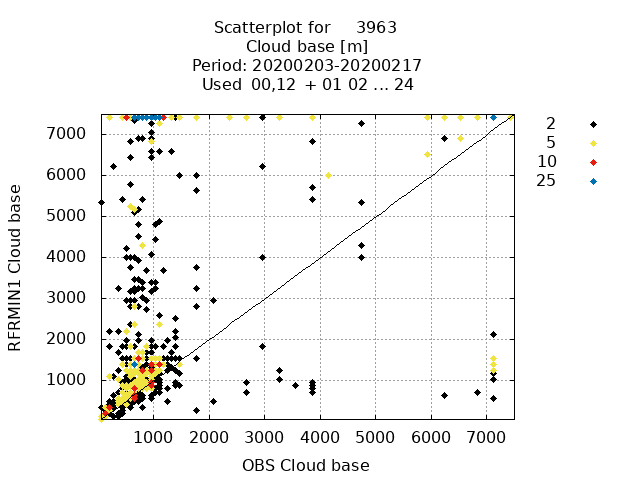 Scatterplot for 3963
Cloud base [m]
Period: 20200203-20200217
Used 00,12 + 01 02 ... 24
2
5
10
25
7000
6000
5000
4000
3000
2000
1000
RFRMIN1 Cloud base
1000 2000 3000 4000 5000 6000 7000
OBS Cloud base